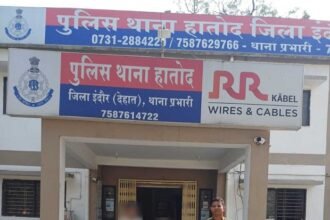 पुलिस थाना हातोद जिला इंदौर
0731-2884221 / 7587629766 - थाना प्रभारी -
पुलिस थाना हातोद
जिला इंदौर (देहात), थाना प्रभारी
7587614722
RR
KABEL
WIRES & CABLES